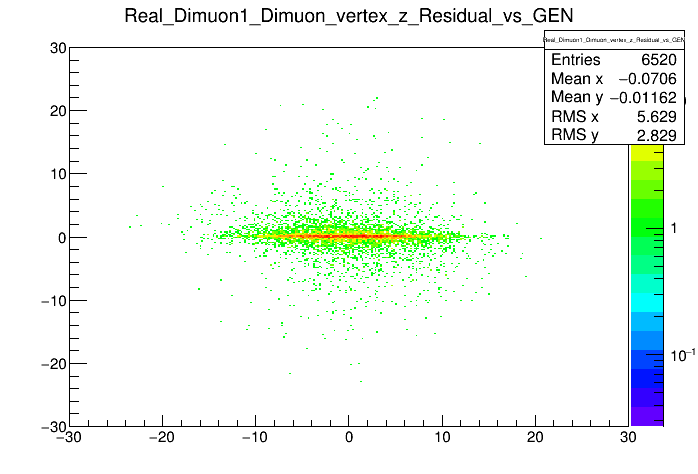 Real_Dimuon1_Dimuon_vertex_z_Residual_vs_GEN
Real_Dimuon1_Dimuon_vertex_z_Residual_vs_GEN
Entries 6520
Mean x −0.0706
Mean y −0.01162
RMS x 5.629
RMS y 2.829
30
20
10
0
−10
−20
−30
−30 −20 −10 0 10 20 30
1
10⁻¹